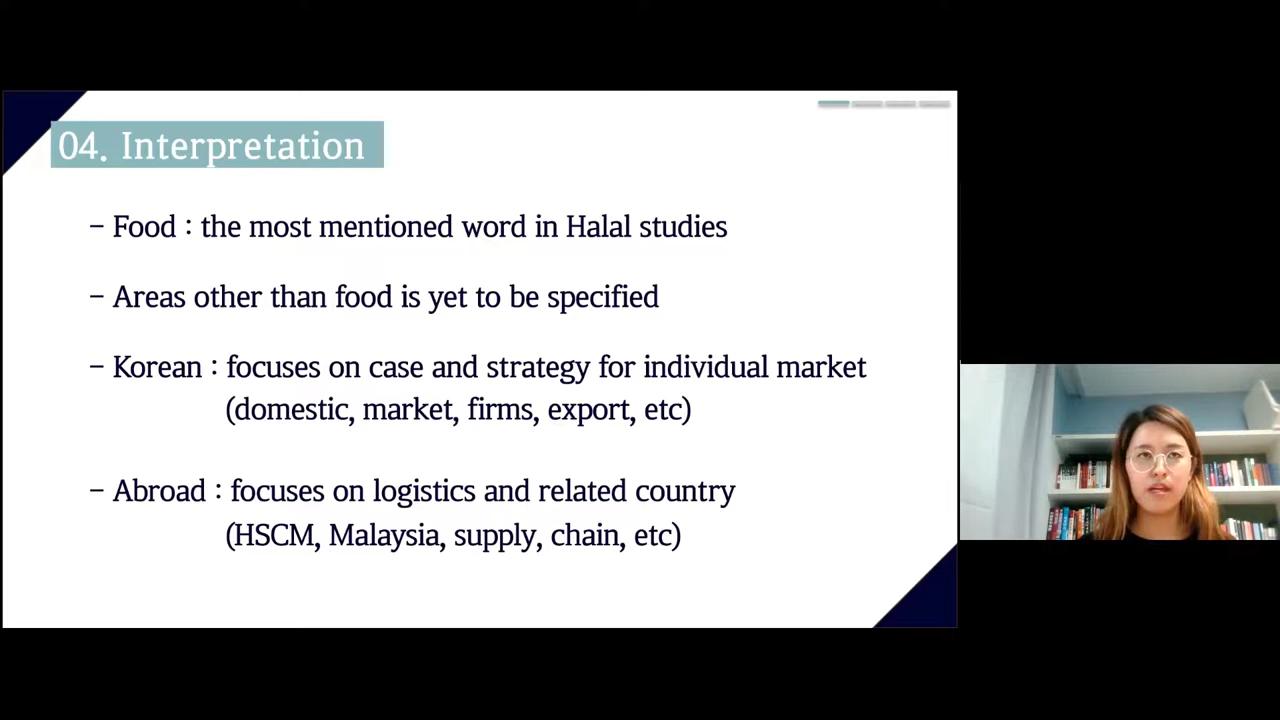 04. Interpretation
- Food : the most mentioned word in Halal studies
- Areas other than food is yet to be specified
- Korean : focuses on case and strategy for individual market
(domestic, market, firms, export, etc)
- Abroad : focuses on logistics and related country
(HSCM, Malaysia, supply, chain, etc)